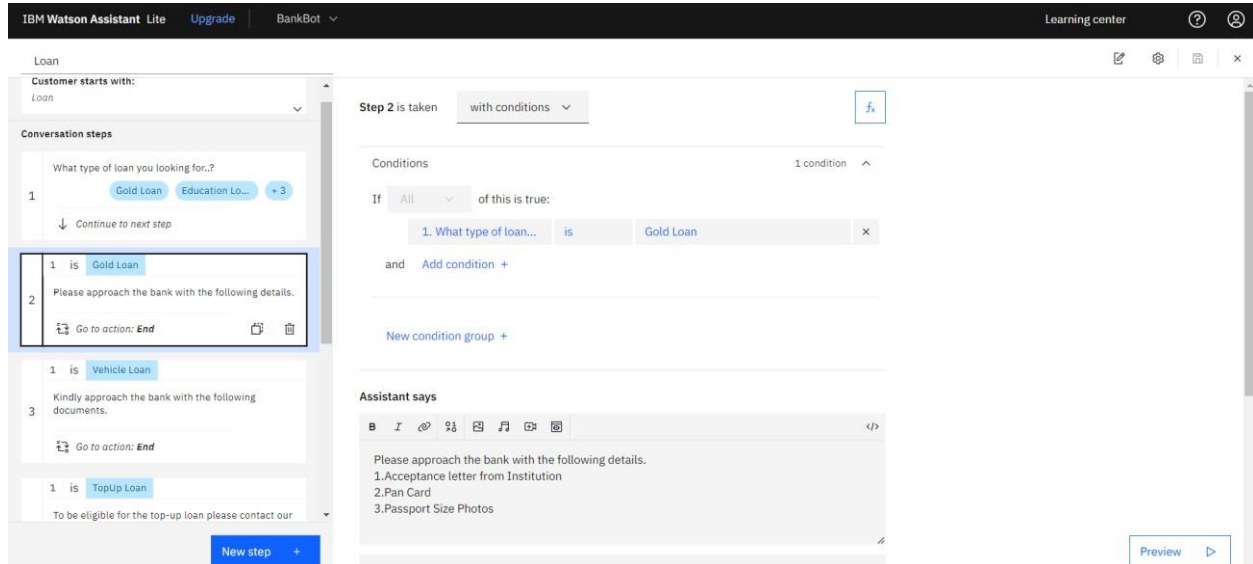 IBM Watson Assistant Lite Upgrade BankBot Learning center
Loan
Customer starts with:
Loan
Conversation steps
1
What type of loan you looking for..?
Gold Loan Education Lo... + 3
Continue to next step
2
1 is Gold Loan
Please approach the bank with the following details.
Go to action: End
3
1 is Vehicle Loan
Kindly approach the bank with the following
documents.
Go to action: End
1 is TopUp Loan
To be eligible for the top-up loan please contact our
New step +
Step 2 is taken with conditions fx
Conditions 1 condition
If All of this is true:
1. What type of loan... is Gold Loan ×
and Add condition +
New condition group +
Assistant says
B I </>
Please approach the bank with the following details.
1.Acceptance letter from Institution
2.Pan Card
3.Passport Size Photos
Preview